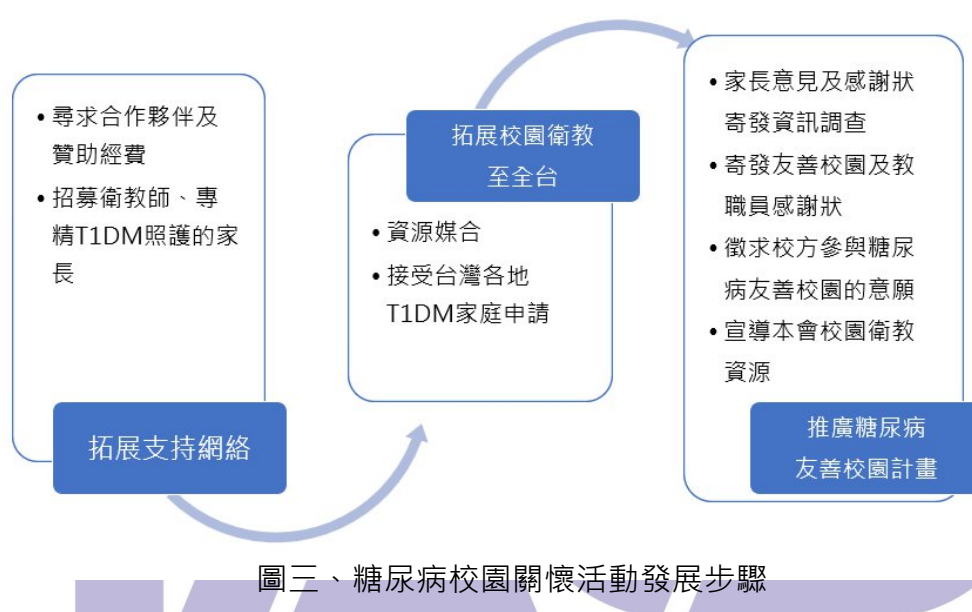 • 尋求合作夥伴及
贊助經費
• 招募衛教師、專
精T1DM照護的家
長
拓展支持網絡
拓展校園衛教
至全台
• 資源媒合
• 接受台灣各地
T1DM家庭申請
• 家長意見及感謝狀
寄發資訊調查
• 寄發友善校園及教
職員感謝狀
• 徵求校方參與糖尿
病友善校園的意願
• 宣導本會校園衛教
資源
推廣糖尿病
友善校園計畫
圖三、糖尿病校園關懷活動發展步驟